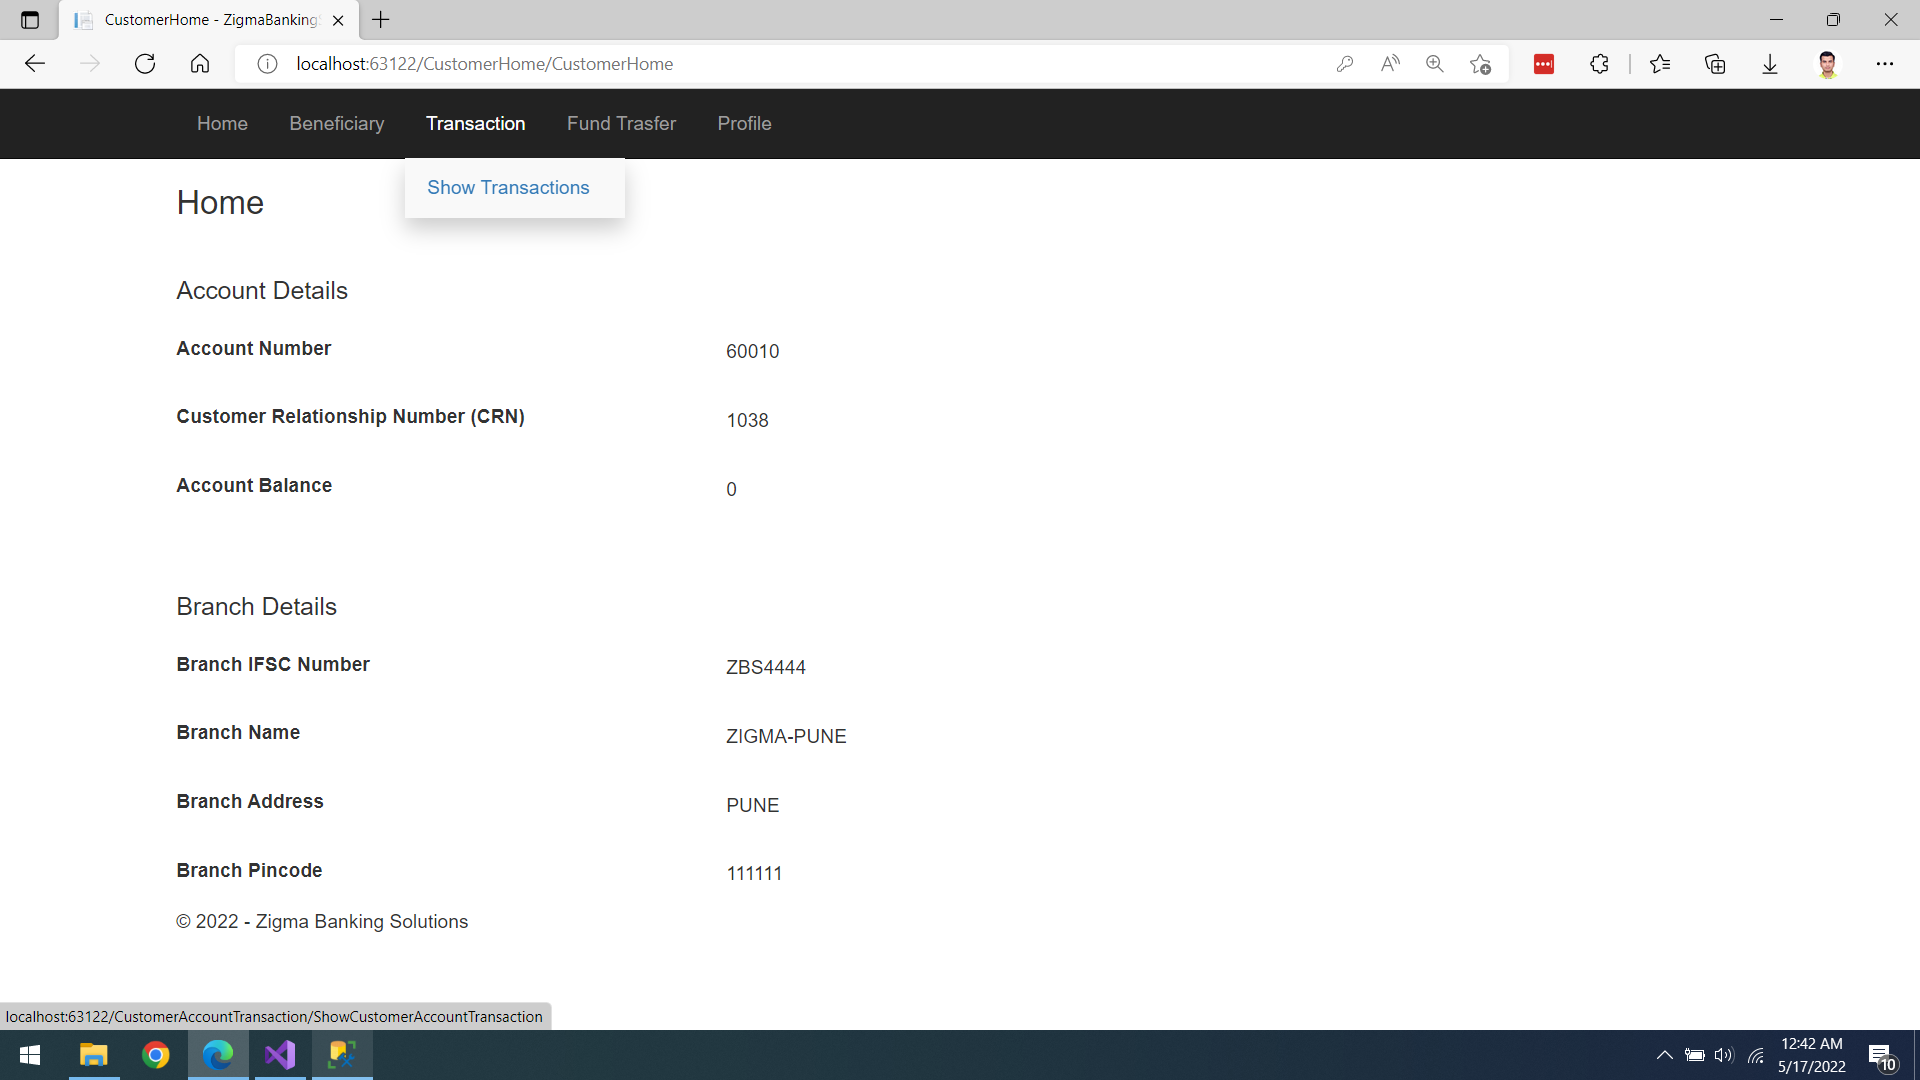 CustomerHome - ZigmaBankingS
localhost:63122/CustomerHome/CustomerHome
Home Beneficiary Transaction Fund Trasfer Profile
Show Transactions
Home
Account Details
Account Number 60010
Customer Relationship Number (CRN) 1038
Account Balance 0
Branch Details
Branch IFSC Number ZBS4444
Branch Name ZIGMA-PUNE
Branch Address PUNE
Branch Pincode 111111
© 2022 - Zigma Banking Solutions
localhost:63122/CustomerAccountTransaction/ShowCustomerAccountTransaction
12:42 AM
5/17/2022
10